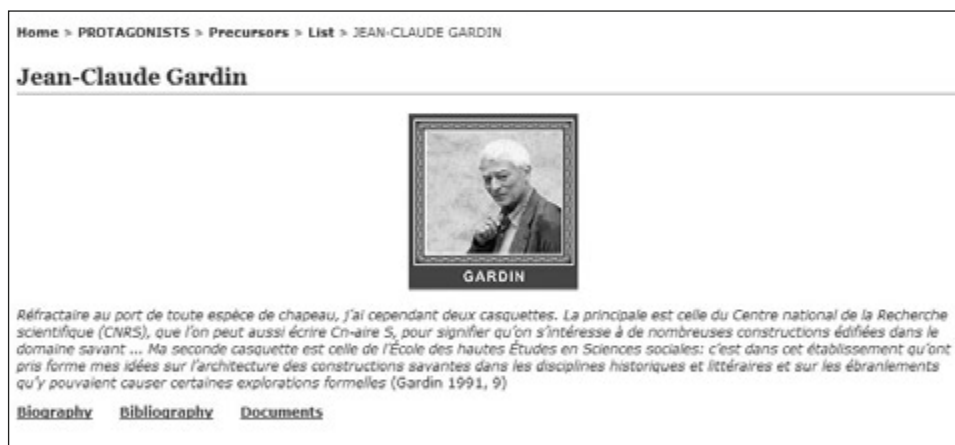 Home > PROTAGONISTS > Precursors > List > JEAN-CLAUDE GARDIN
Jean-Claude Gardin
GARDIN
Réfractaire au port de toute espèce de chapeau, j'ai cependant deux casquettes. La principale est celle du Centre national de la Recherche
scientifique (CNRS), que l'on peut aussi écrire Cn-aire S, pour signifier qu'on s'intéresse à de nombreuses constructions édifiées dans le
domaine savant ... Ma seconde casquette est celle de l'École des hautes Études en Sciences sociales: c'est dans cet établissement qu'ont
pris forme mes idées sur l'architecture des constructions savantes dans les disciplines historiques et littéraires et sur les ébranlements
qu'y pouvaient causer certaines explorations formelles (Gardin 1991, 9)
Biography Bibliography Documents